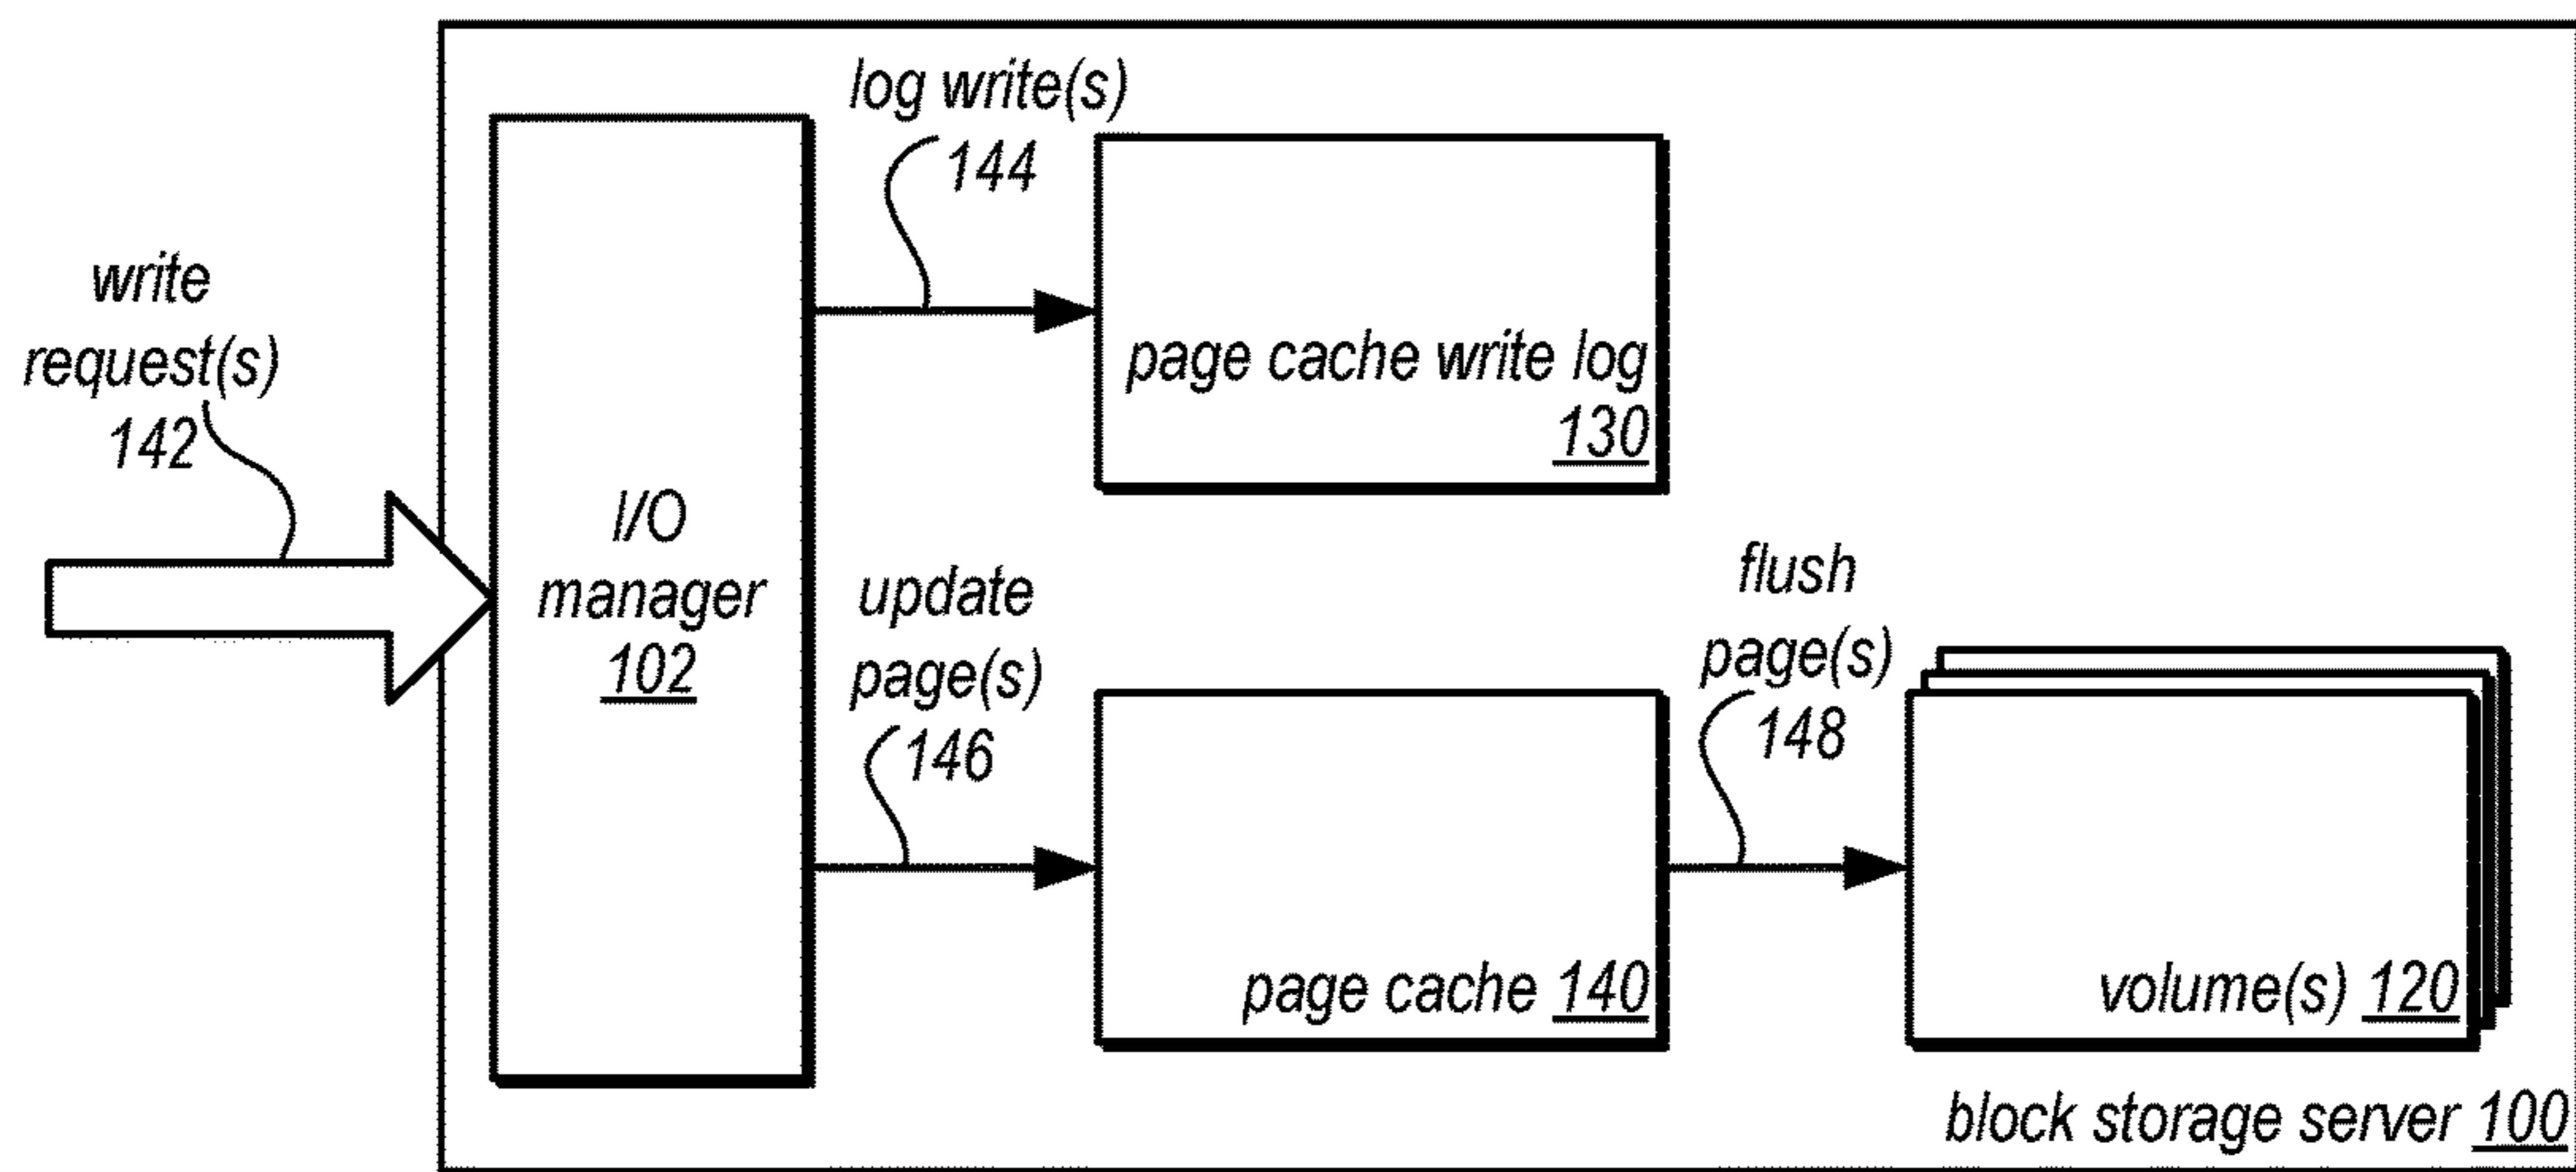 log write(s)
144
write
request(s)
142
page cache write log
130
I/O
manager
102
update
page(s)
146
flush
page(s)
148
page cache 140
volume(s) 120
block storage server 100